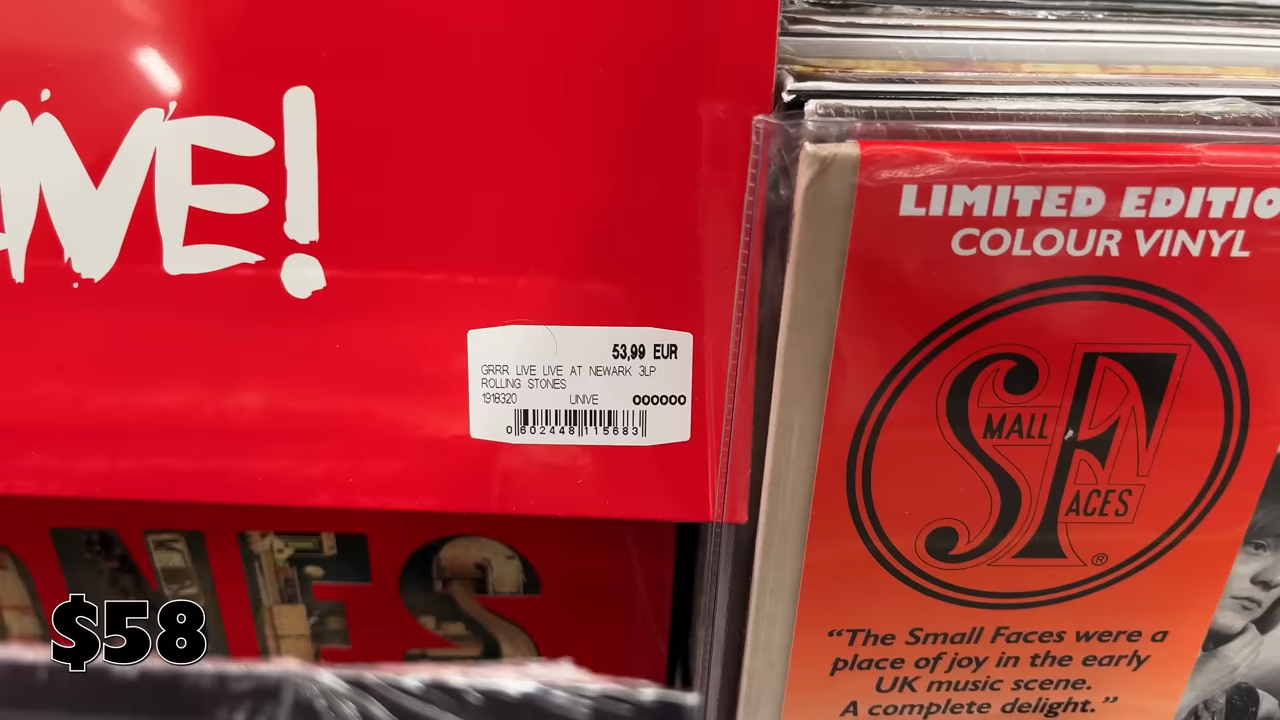 LIVE!
53,99 EUR
GRRR LIVE LIVE AT NEWARK 3LP
ROLLING STONES
1918320 UNIVE 000000
0 602448 115683
$58
LIMITED EDITIO
COLOUR VINYL
SMALL
FACES
®
“The Small Faces were a
place of joy in the early
UK music scene.
A complete delight.”